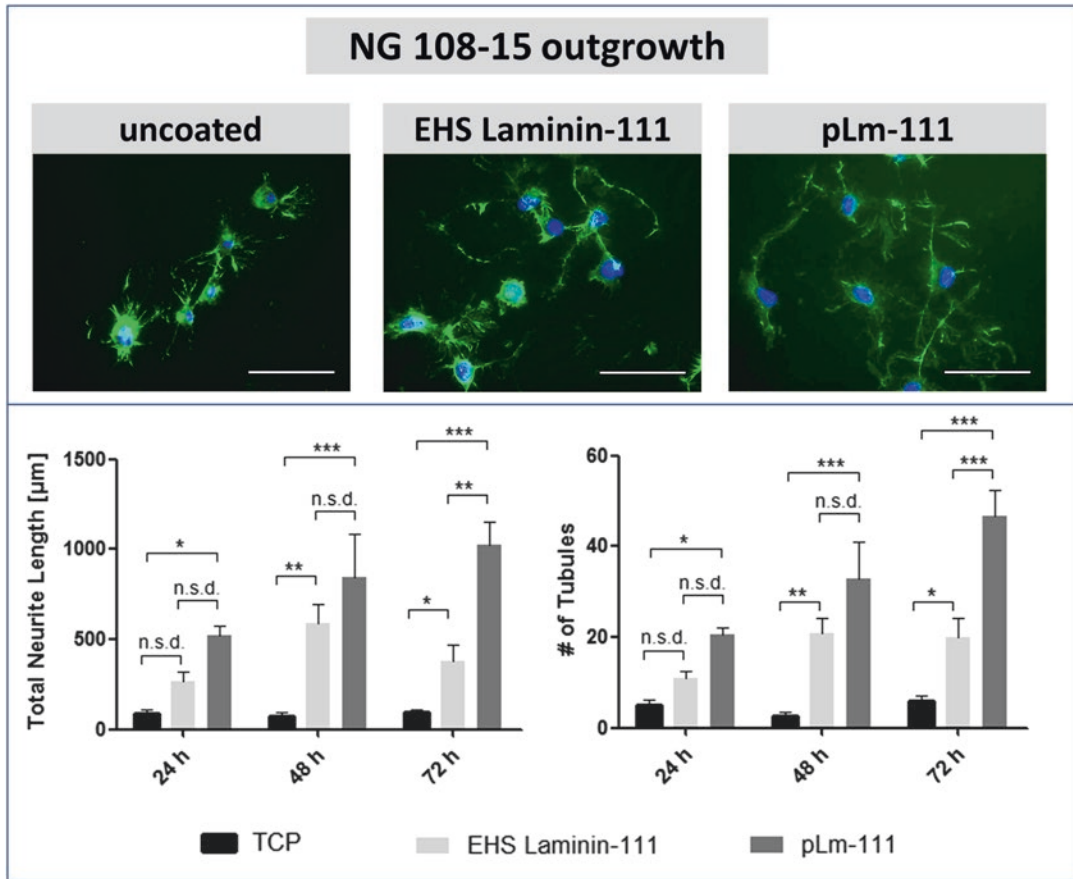 NG 108-15 outgrowth
uncoated
EHS Laminin-111
pLm-111
Total Neurite Length [µm]
1500
1000
500
0
*
n.s.d.
n.s.d.
***
n.s.d.
**
***
**
*
24 h
48 h
72 h
# of Tubules
60
40
20
0
*
n.s.d.
n.s.d.
***
n.s.d.
**
***
***
*
24 h
48 h
72 h
TCP
EHS Laminin-111
pLm-111